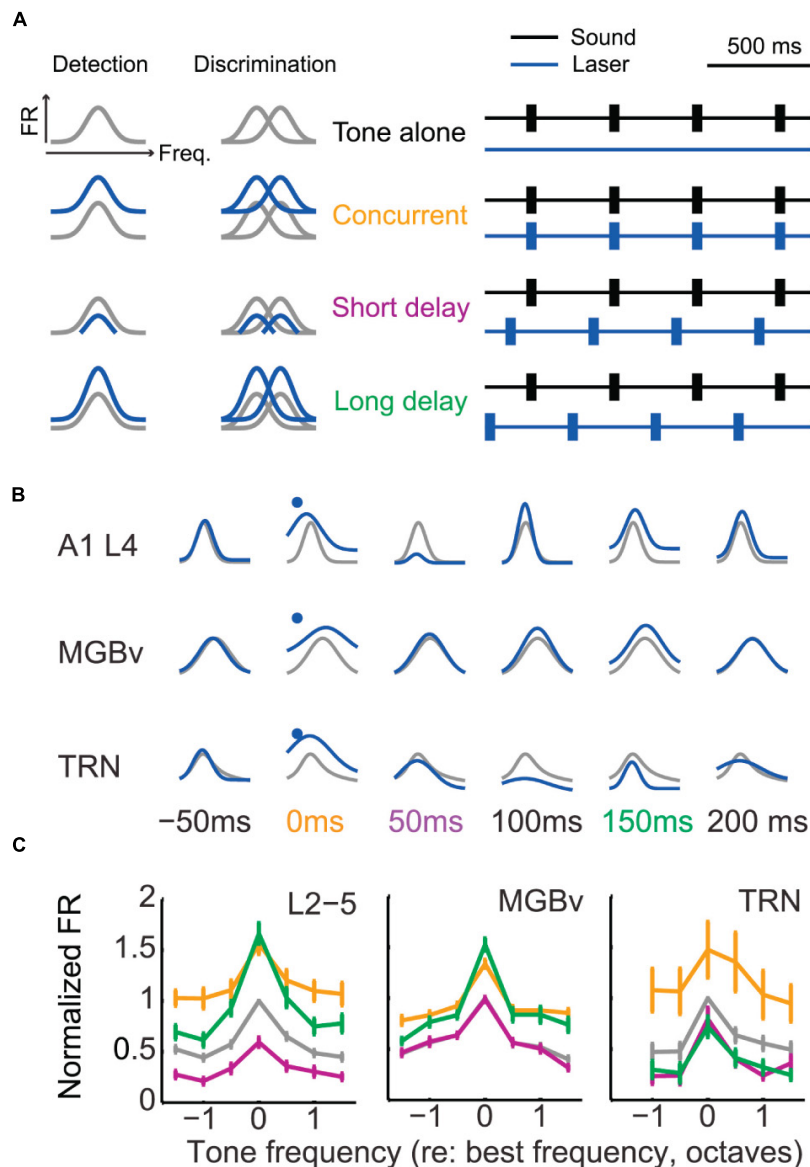 A
Sound
500 ms
Detection
Discrimination
Laser
FR
Freq.
Tone alone
Concurrent
Short delay
Long delay
B
A1 L4
MGBv
TRN
−50ms 0ms 50ms 100ms 150ms 200 ms
C
Normalized FR
2
1.5
1
0.5
0
L2−5
MGBv
TRN
−1 0 1
−1 0 1
−1 0 1
Tone frequency (re: best frequency, octaves)